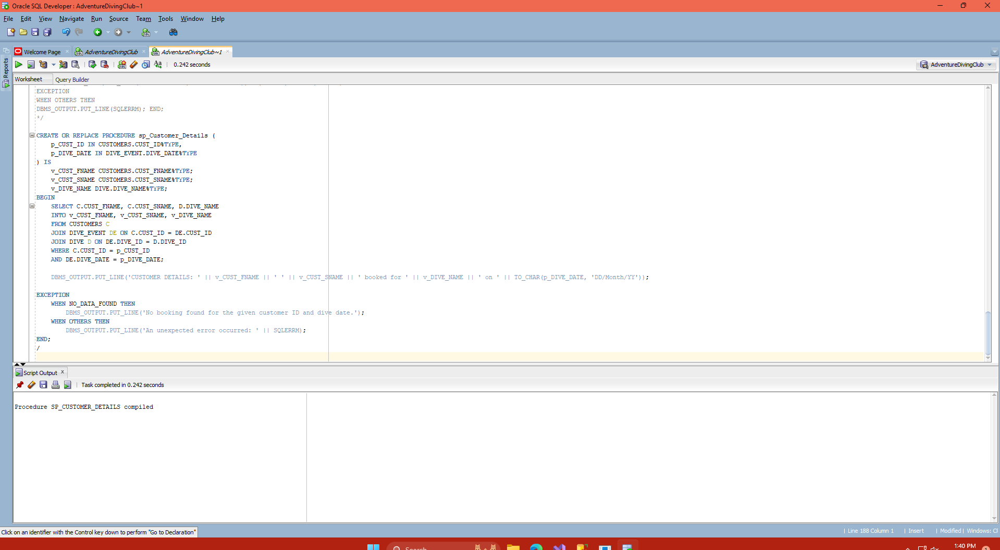 Oracle SQL Developer : AdventureDivingClub~1
File Edit View Navigate Run Source Team Tools Window Help
Reports
Welcome Page AdventureDivingClub AdventureDivingClub~1
0.242 seconds
AdventureDivingClub
Worksheet Query Builder
EXCEPTION
WHEN OTHERS THEN
DBMS_OUTPUT.PUT_LINE(SQLERRM); END;
*/
CREATE OR REPLACE PROCEDURE sp_Customer_Details (
p_CUST_ID IN CUSTOMERS.CUST_ID%TYPE,
p_DIVE_DATE IN DIVE_EVENT.DIVE_DATE%TYPE
) IS
v_CUST_FNAME CUSTOMERS.CUST_FNAME%TYPE;
v_CUST_SNAME CUSTOMERS.CUST_SNAME%TYPE;
v_DIVE_NAME DIVE.DIVE_NAME%TYPE;
BEGIN
SELECT C.CUST_FNAME, C.CUST_SNAME, D.DIVE_NAME
INTO v_CUST_FNAME, v_CUST_SNAME, v_DIVE_NAME
FROM CUSTOMERS C
JOIN DIVE_EVENT DE ON C.CUST_ID = DE.CUST_ID
JOIN DIVE D ON DE.DIVE_ID = D.DIVE_ID
WHERE C.CUST_ID = p_CUST_ID
AND DE.DIVE_DATE = p_DIVE_DATE;
DBMS_OUTPUT.PUT_LINE('CUSTOMER DETAILS: ' || v_CUST_FNAME || ' ' || v_CUST_SNAME || ' booked for ' || v_DIVE_NAME || ' on ' || TO_CHAR(p_DIVE_DATE, 'DD/Month/YY'));
EXCEPTION
WHEN NO_DATA_FOUND THEN
DBMS_OUTPUT.PUT_LINE('No booking found for the given customer ID and dive date.');
WHEN OTHERS THEN
DBMS_OUTPUT.PUT_LINE('An unexpected error occurred: ' || SQLERRM);
END;
/
Script Output
Task completed in 0.242 seconds
Procedure SP_CUSTOMER_DETAILS compiled
Click on an identifier with the Control key down to perform "Go to Declaration"
| Line 188 Column 1 | Insert | Modified | Windows: CR
Search
1:40 PM